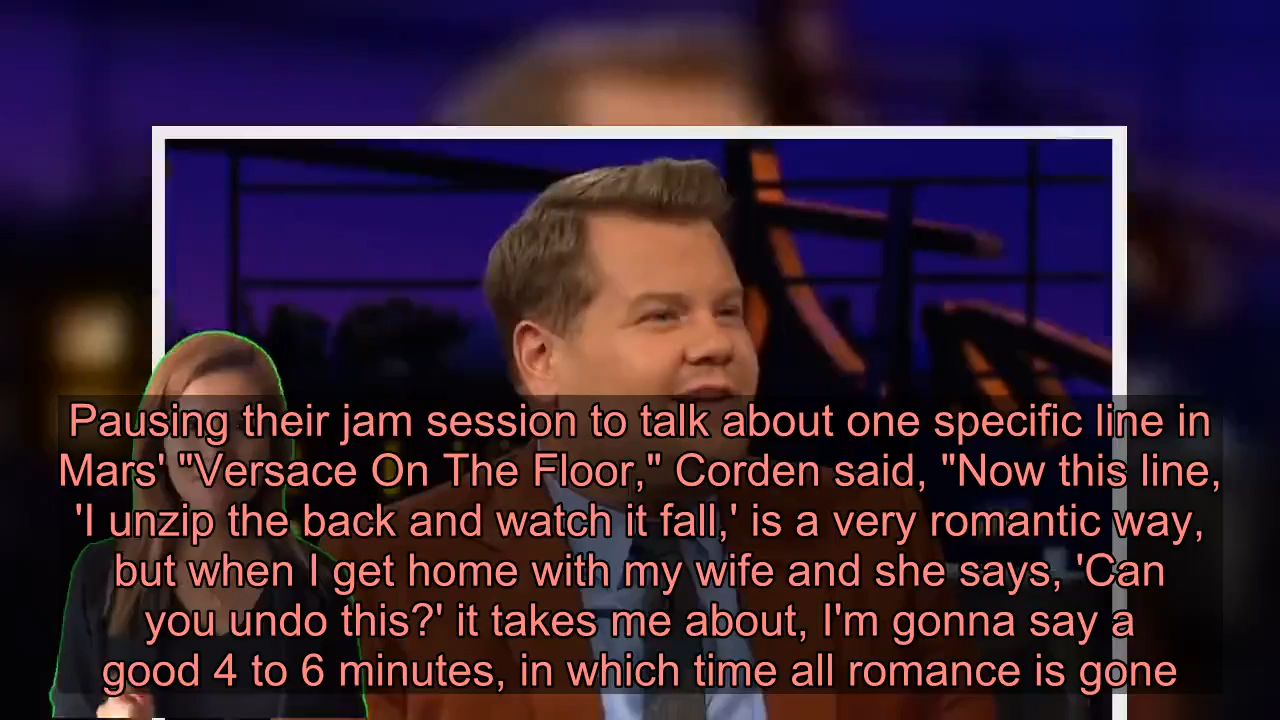 Pausing their jam session to talk about one specific line in
Mars' "Versace On The Floor," Corden said, "Now this line,
'I unzip the back and watch it fall,' is a very romantic way,
but when I get home with my wife and she says, 'Can
you undo this?' it takes me about, I'm gonna say a
good 4 to 6 minutes, in which time all romance is gone